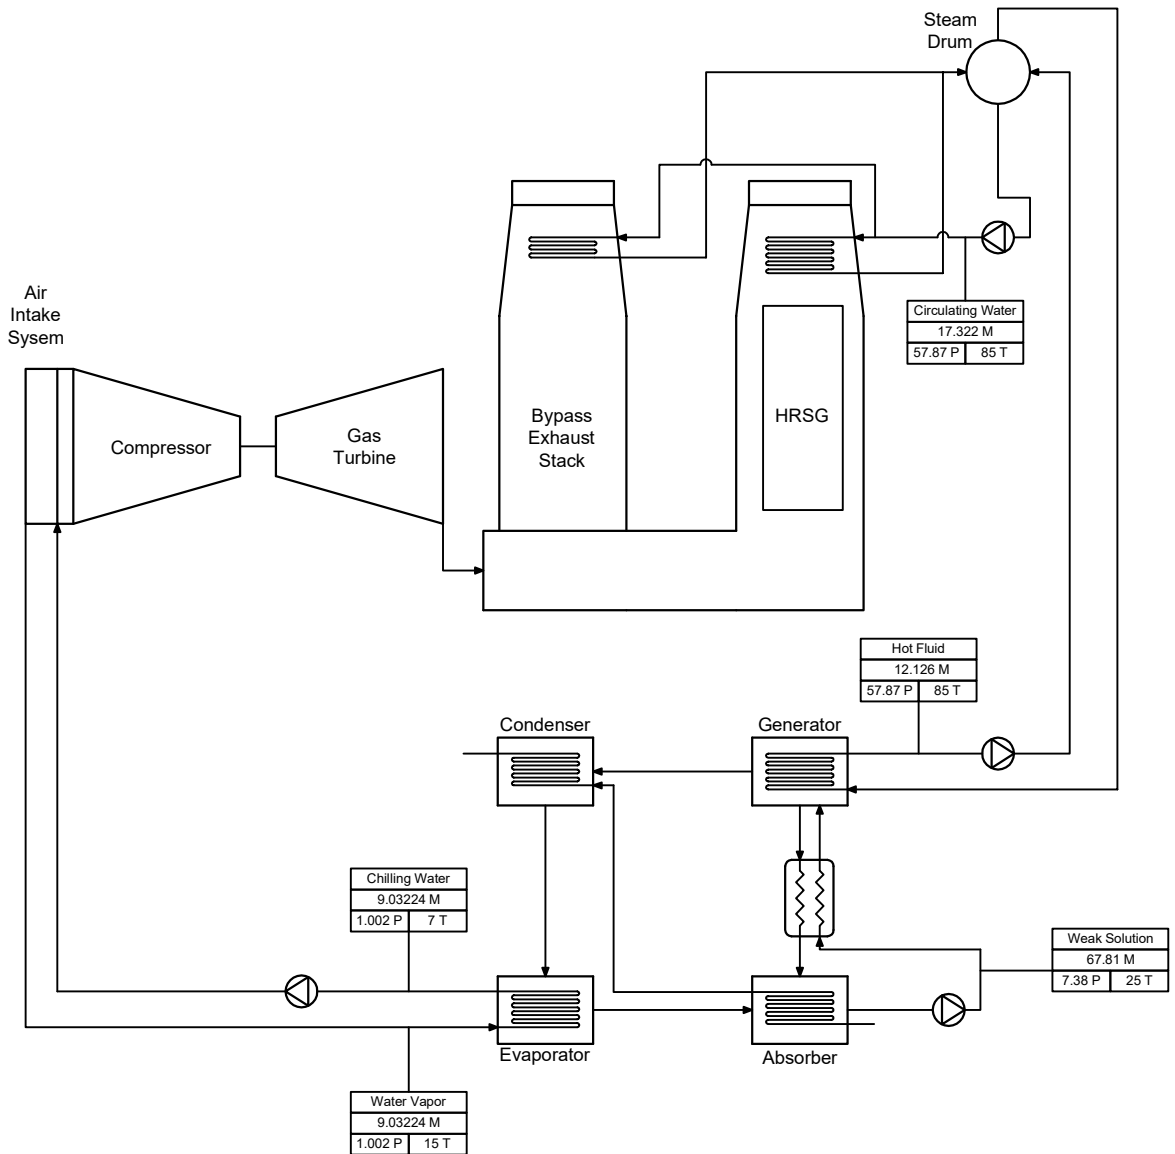 Steam
Drum
Air
Intake
Sysem
Circulating Water
17.322 M
57.87 P 85 T
Compressor
Gas
Turbine
Bypass
Exhaust
Stack
HRSG
Hot Fluid
12.126 M
57.87 P 85 T
Condenser
Generator
Chilling Water
9.03224 M
1.002 P 7 T
Weak Solution
67.81 M
7.38 P 25 T
Evaporator
Absorber
Water Vapor
9.03224 M
1.002 P 15 T